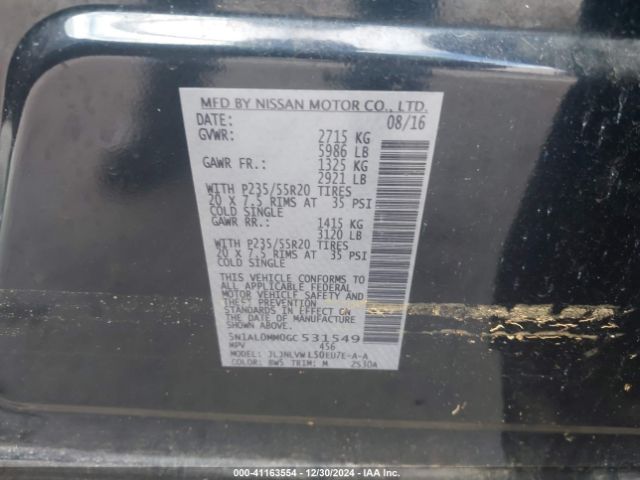 MFD BY NISSAN MOTOR CO., LTD.
DATE: 08/16
GVWR: 2715 KG
5986 LB
GAWR FR.: 1325 KG
2921 LB
WITH P235/55R20 TIRES
20 X 7.5 RIMS AT 35 PSI
COLD SINGLE
GAWR RR.: 1415 KG
3120 LB
WITH P235/55R20 TIRES
20 X 7.5 RIMS AT 35 PSI
COLD SINGLE
THIS VEHICLE CONFORMS TO
ALL APPLICABLE FEDERAL
MOTOR VEHICLE SAFETY AND
THEFT PREVENTION
STANDARDS IN EFFECT ON
THE DATE OF MANUFACTURE
SHOWN ABOVE.
5N1AL0MM0GC531549
MPV 456
MODEL: JLJNLVWL50EU7E-A-A
COLOR: BW5 TRIM: M 2530A
000-41163554 - 12/30/2024 - IAA Inc.